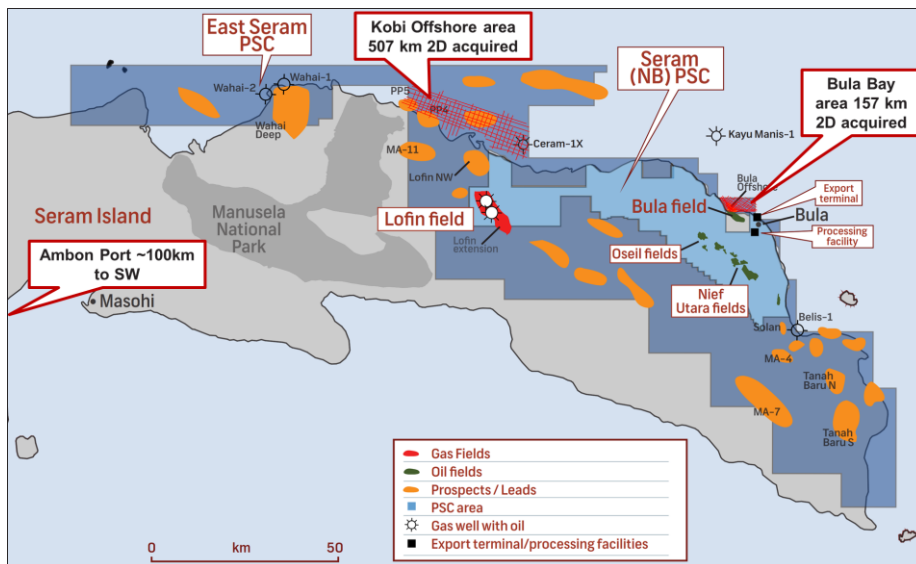 East Seram
PSC
Kobi Offshore area
507 km 2D acquired
Seram
(NB) PSC
Bula Bay
area 157 km
2D acquired
Wahai-2
Wahai-1
Wahai
Deep
PP5
PP4
Ceram-1X
Kayu Manis-1
MA-11
Lofin NW
Bula
Offshore
Export
terminal
Bula
Processing
facility
Bula field
Seram Island
Manusela
National
Park
Lofin field
Lofin
extension
Oseil fields
Nief
Utara fields
Ambon Port ~100km
to SW
Masohi
Belis-1
Solan
MA-4
Tanah
Baru N
MA-7
Tanah
Baru S
Gas Fields
Oil fields
Prospects / Leads
PSC area
Gas well with oil
Export terminal/processing facilities
0 km 50